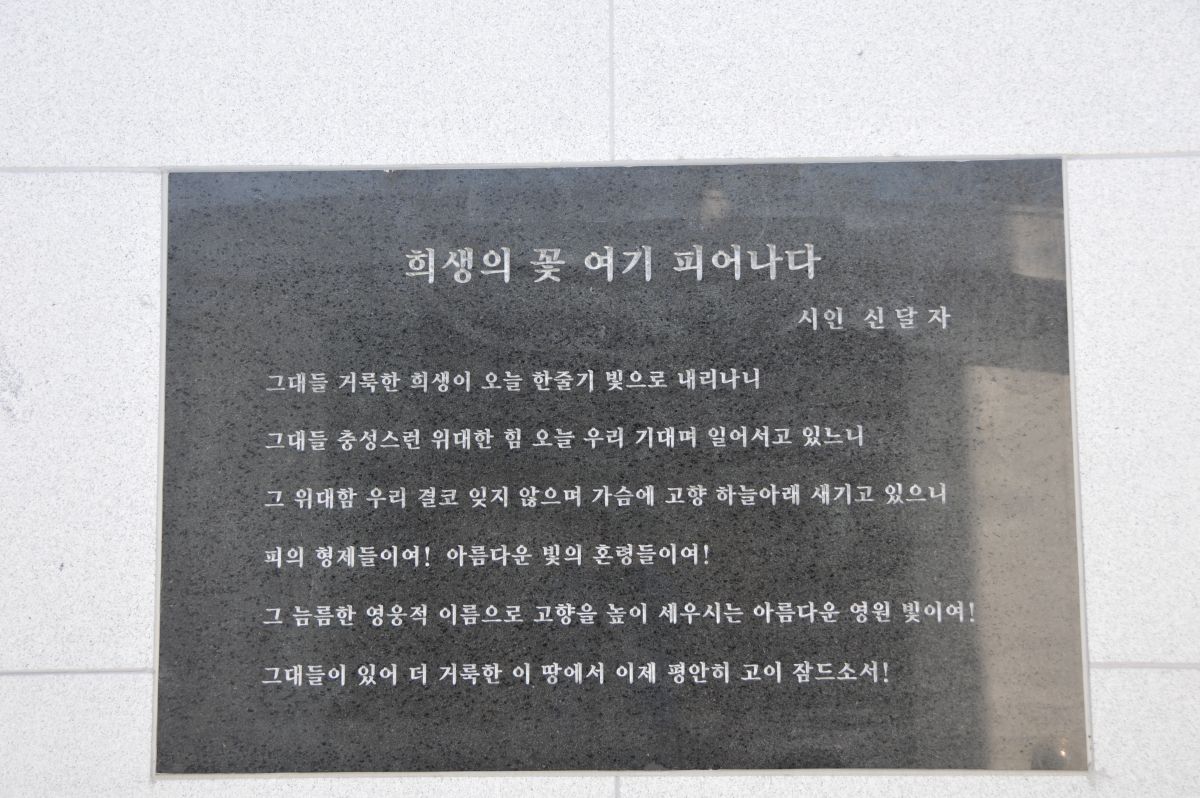 희생의 꽃 여기 피어나다
시인 신달자
그대들 거룩한 희생이 오늘 한줄기 빛으로 내리나니
그대들 충성스런 위대한 힘 오늘 우리 기대며 일어서고 있느니
그 위대함 우리 결코 잊지 않으며 가슴에 고향 하늘아래 새기고 있으니
피의 형제들이여! 아름다운 빛의 혼령들이여!
그 늠름한 영웅적 이름으로 고향을 높이 세우시는 아름다운 영원 빛이여!
그대들이 있어 더 거룩한 이 땅에서 이제 평안히 고이 잠드소서!